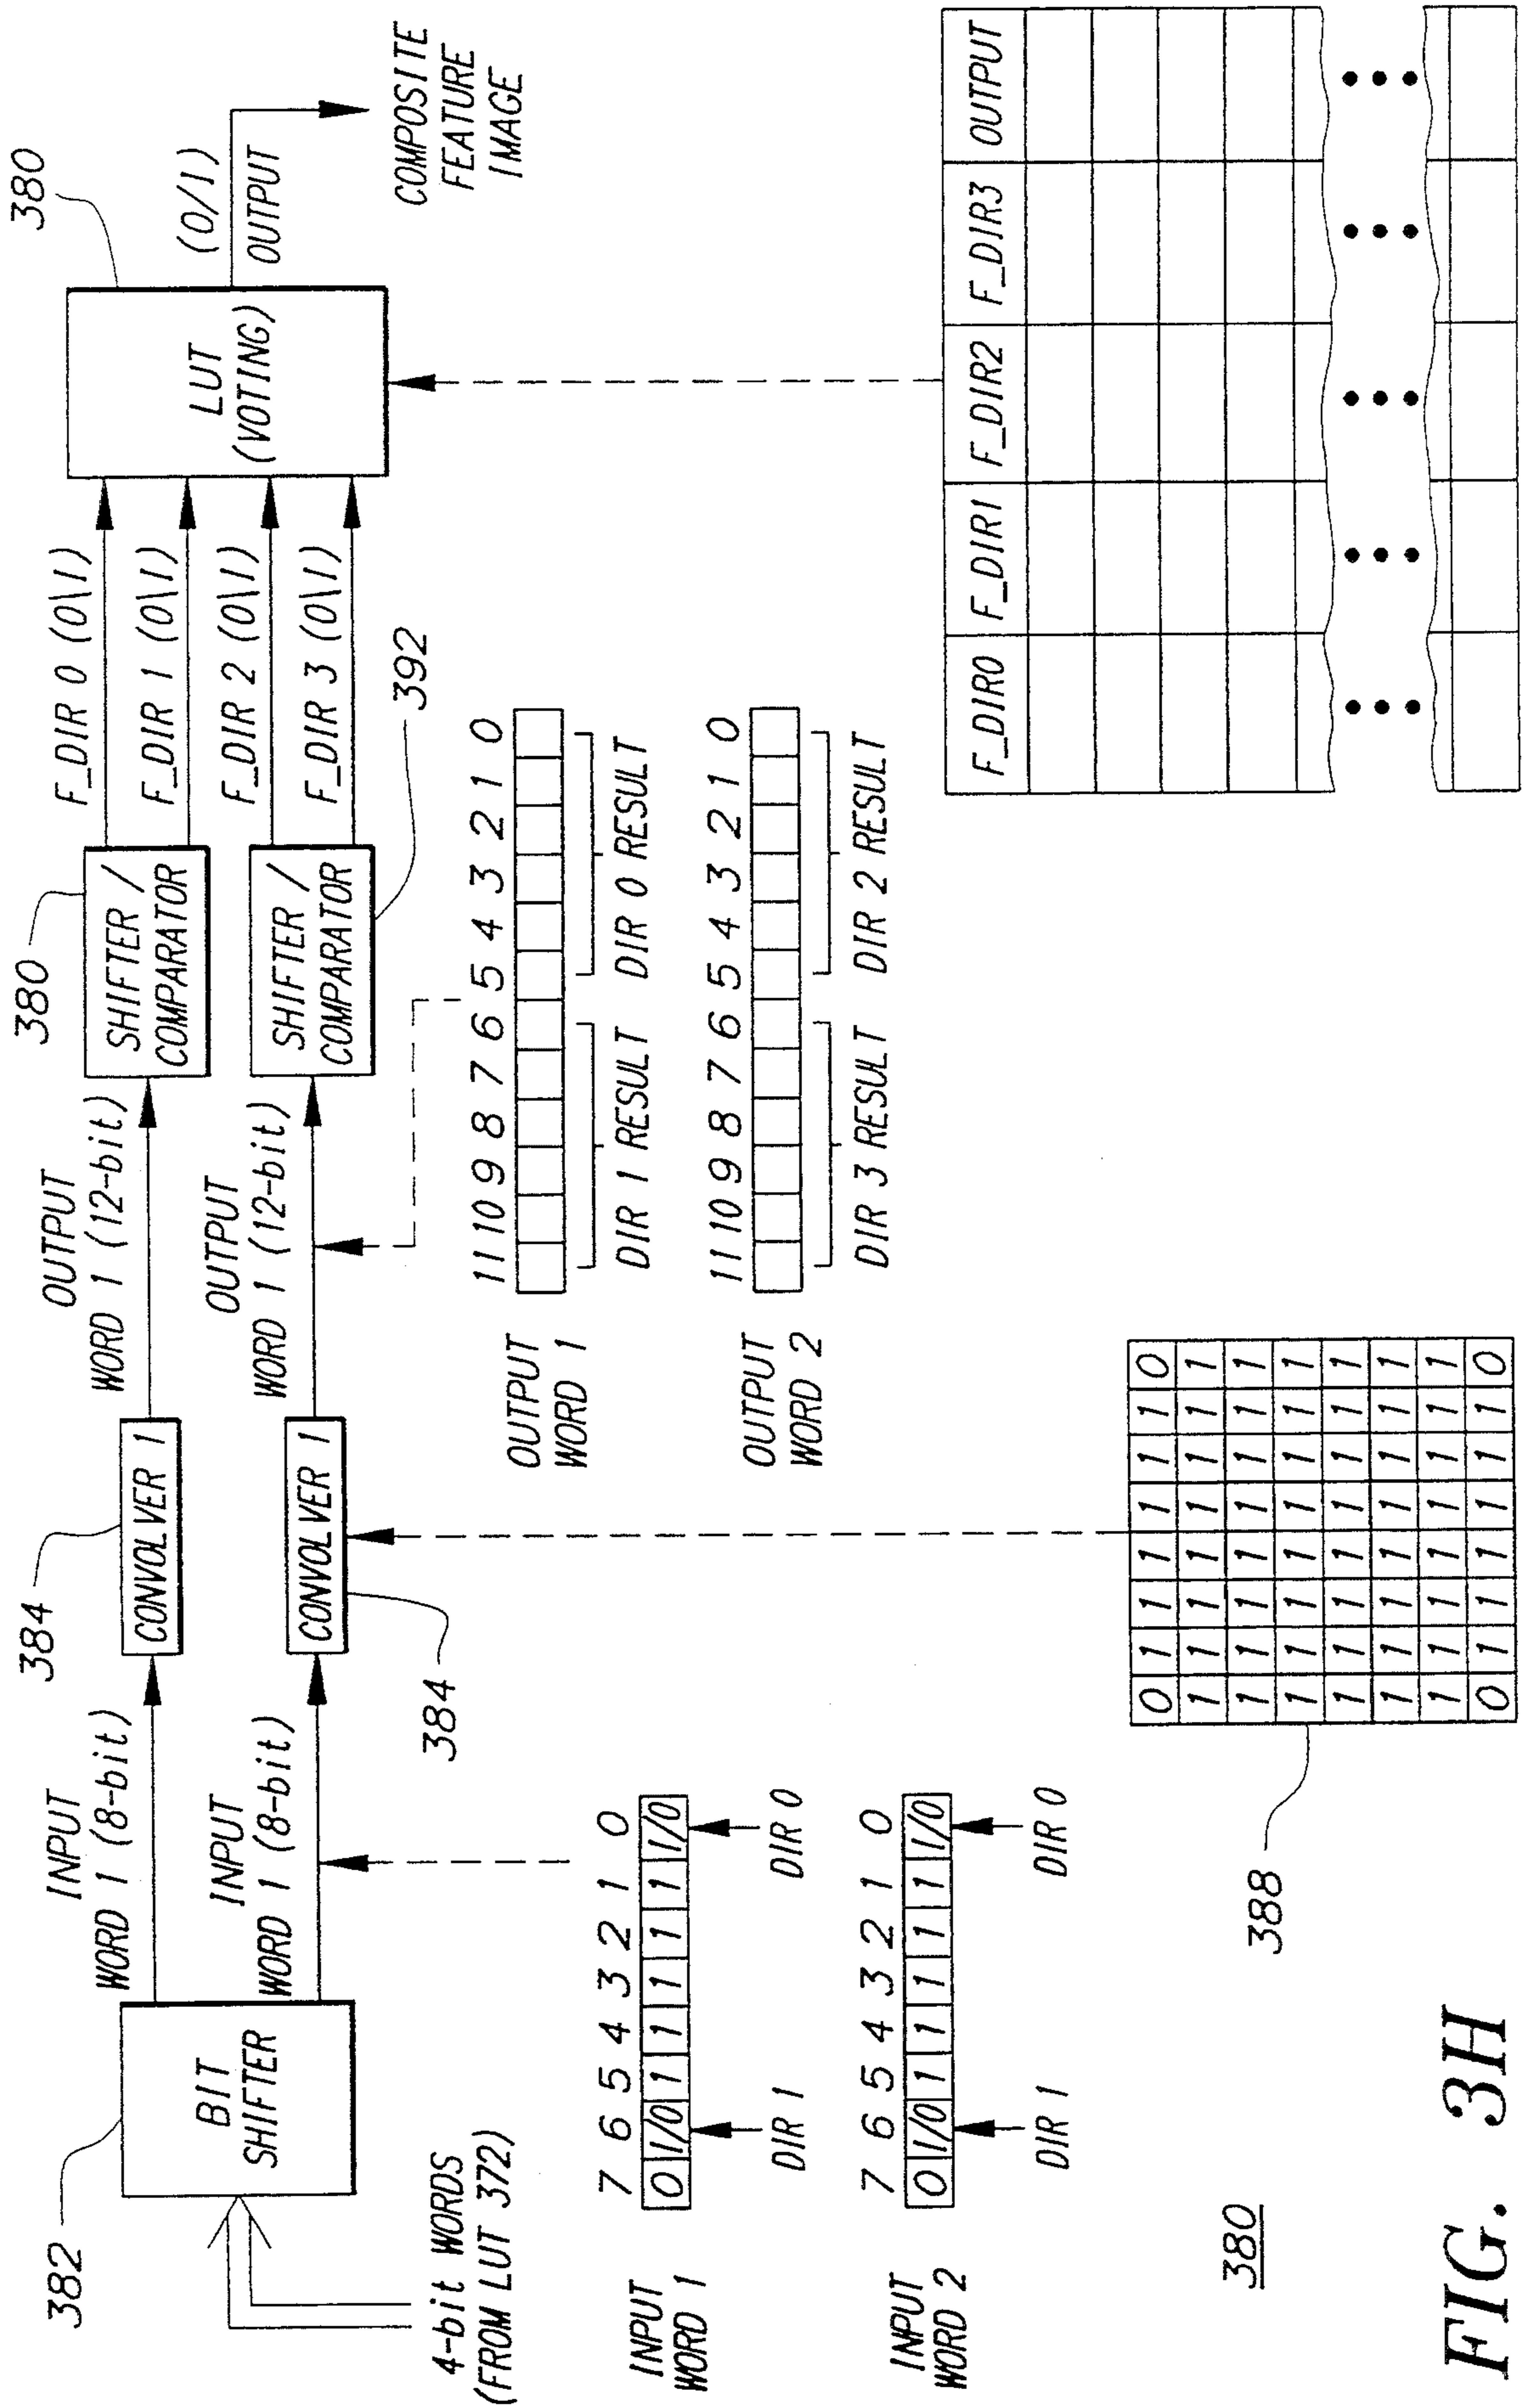 382
BIT
SHIFTER
4-bit WORDS
(FROM LUT 372)
INPUT
WORD 1 (8-bit)
INPUT
WORD 1 (8-bit)
384
CONVOLVER 1
CONVOLVER 1
384
OUTPUT
WORD 1 (12-bit)
OUTPUT
WORD 1 (12-bit)
380
SHIFTER /
COMPARATOR
SHIFTER /
COMPARATOR
392
F_DIR 0 (0\1)
F_DIR 1 (0\1)
F_DIR 2 (0\1)
F_DIR 3 (0\1)
380
LUT
(VOTING)
(0/1)
OUTPUT
COMPOSITE
FEATURE
IMAGE
INPUT
WORD 1
7 6 5 4 3 2 1 0
0 1/0 1 1 1 1 1 1/0
DIR 1
DIR 0
INPUT
WORD 2
7 6 5 4 3 2 1 0
0 1/0 1 1 1 1 1 1/0
DIR 1
DIR 0
OUTPUT
WORD 1
11 10 9 8 7 6 5 4 3 2 1 0
DIR 1 RESULT DIR 0 RESULT
OUTPUT
WORD 2
11 10 9 8 7 6 5 4 3 2 1 0
DIR 3 RESULT DIR 2 RESULT
388
0 1 1 1 1 1 1 0
1 1 1 1 1 1 1 1
1 1 1 1 1 1 1 1
1 1 1 1 1 1 1 1
1 1 1 1 1 1 1 1
1 1 1 1 1 1 1 1
1 1 1 1 1 1 1 1
0 1 1 1 1 1 1 0
F_DIR0 F_DIR1 F_DIR2 F_DIR3 OUTPUT
380
FIG. 3H